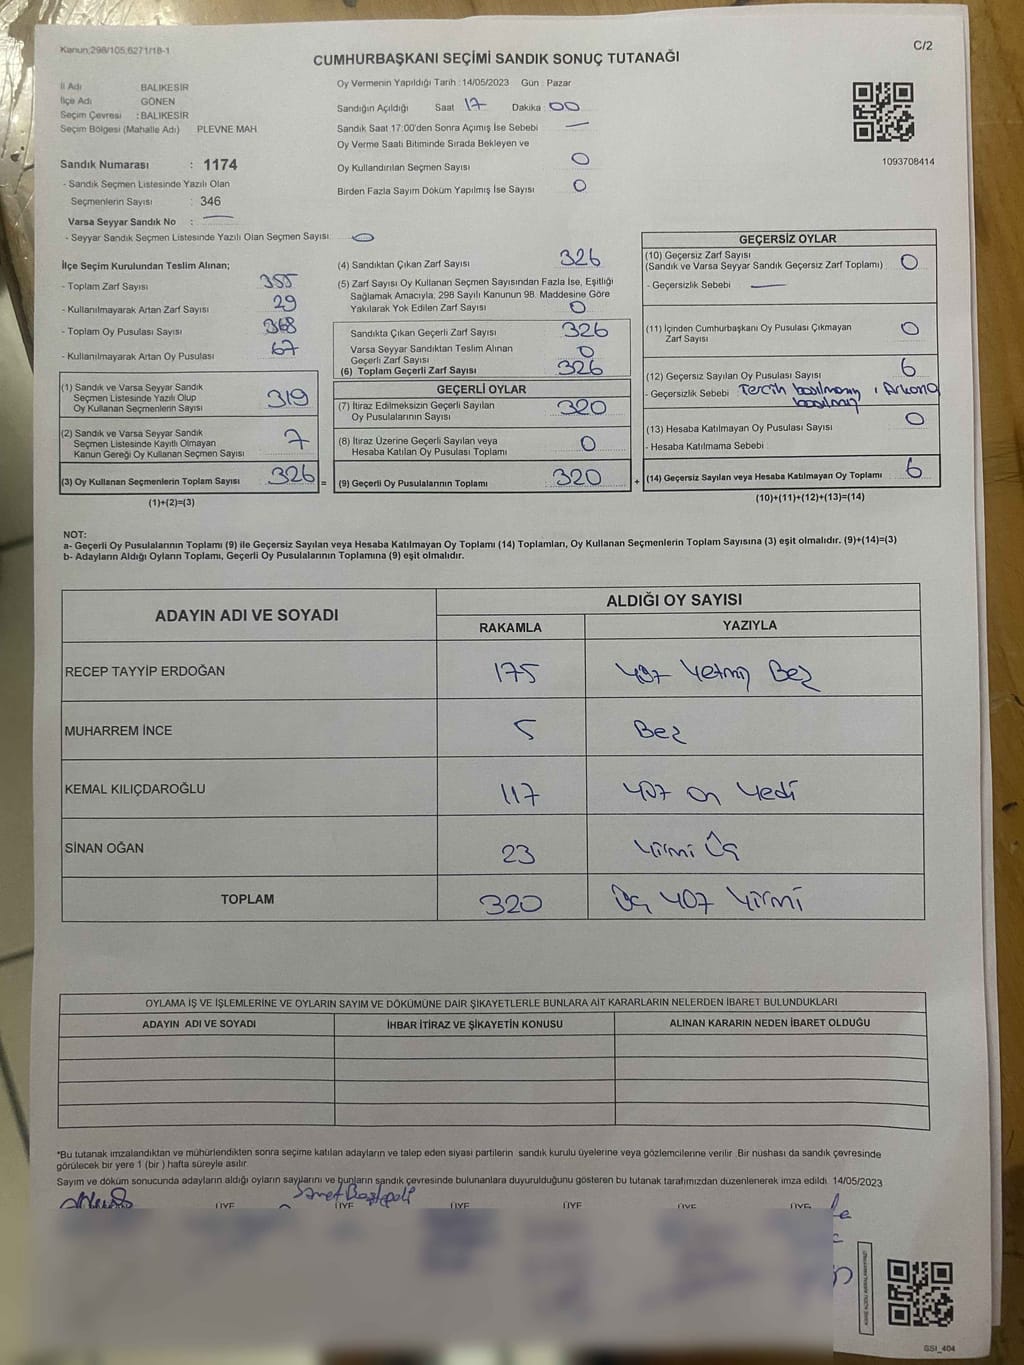 Kanun;298/105,6271/18-1
C/2
CUMHURBAŞKANI SEÇİMİ SANDIK SONUÇ TUTANAĞI
İl Adı BALIKESİR
İlçe Adı GÖNEN
Seçim Çevresi : BALIKESİR
Seçim Bölgesi (Mahalle Adı) PLEVNE MAH
Sandık Numarası : 1174
- Sandık Seçmen Listesinde Yazılı Olan
Seçmenlerin Sayısı : 346
Varsa Seyyar Sandık No : —
- Seyyar Sandık Seçmen Listesinde Yazılı Olan Seçmen Sayısı: 0
Oy Vermenin Yapıldığı Tarih : 14/05/2023 Gün : Pazar
Sandığın Açıldığı Saat 17 Dakika : 00
Sandık Saat 17:00'den Sonra Açımış İse Sebebi —
Oy Verme Saati Bitiminde Sırada Bekleyen ve
Oy Kullandırılan Seçmen Sayısı 0
Birden Fazla Sayım Döküm Yapılmış İse Sayısı 0
1093708414
İlçe Seçim Kurulundan Teslim Alınan;
- Toplam Zarf Sayısı 355
- Kullanılmayarak Artan Zarf Sayısı 29
- Toplam Oy Pusulası Sayısı 368
- Kullanılmayarak Artan Oy Pusulası 67
(1) Sandık ve Varsa Seyyar Sandık
Seçmen Listesinde Yazılı Olup
Oy Kullanan Seçmenlerin Sayısı 319
(2) Sandık ve Varsa Seyyar Sandık
Seçmen Listesinde Kayıtlı Olmayan
Kanun Gereği Oy Kullanan Seçmen Sayısı 7
(3) Oy Kullanan Seçmenlerin Toplam Sayısı 326 =
(1)+(2)=(3)
(4) Sandıktan Çıkan Zarf Sayısı 326
(5) Zarf Sayısı Oy Kullanan Seçmen Sayısından Fazla İse, Eşitliği
Sağlamak Amacıyla, 298 Sayılı Kanunun 98. Maddesine Göre
Yakılarak Yok Edilen Zarf Sayısı 0
Sandıkta Çıkan Geçerli Zarf Sayısı 326
Varsa Seyyar Sandıktan Teslim Alınan
Geçerli Zarf Sayısı 0
(6) Toplam Geçerli Zarf Sayısı 326
GEÇERLİ OYLAR
(7) İtiraz Edilmeksizin Geçerli Sayılan
Oy Pusulalarının Sayısı 320
(8) İtiraz Üzerine Geçerli Sayılan veya
Hesaba Katılan Oy Pusulası Toplamı 0
(9) Geçerli Oy Pusulalarının Toplamı 320 +
GEÇERSİZ OYLAR
(10) Geçersiz Zarf Sayısı
(Sandık ve Varsa Seyyar Sandık Geçersiz Zarf Toplamı) 0
- Geçersizlik Sebebi —
(11) İçinden Cumhurbaşkanı Oy Pusulası Çıkmayan
Zarf Sayısı 0
(12) Geçersiz Sayılan Oy Pusulası Sayısı 6
- Geçersizlik Sebebi :Tercih basılmamış, Arkana
basılmış
(13) Hesaba Katılmayan Oy Pusulası Sayısı 0
- Hesaba Katılmama Sebebi :
(14) Geçersiz Sayılan veya Hesaba Katılmayan Oy Toplamı 6
(10)+(11)+(12)+(13)=(14)
NOT:
a- Geçerli Oy Pusulalarının Toplamı (9) ile Geçersiz Sayılan veya Hesaba Katılmayan Oy Toplamı (14) Toplamları, Oy Kullanan Seçmenlerin Toplam Sayısına (3) eşit olmalıdır. (9)+(14)=(3)
b- Adayların Aldığı Oyların Toplamı, Geçerli Oy Pusulalarının Toplamına (9) eşit olmalıdır.
ADAYIN ADI VE SOYADI
ALDIĞI OY SAYISI
RAKAMLA YAZIYLA
RECEP TAYYİP ERDOĞAN 175 yüz yetmiş Beş
MUHARREM İNCE 5 Beş
KEMAL KILIÇDAROĞLU 117 yüz on yedi
SİNAN OĞAN 23 yirmi üç
TOPLAM 320 üç yüz yirmi
OYLAMA İŞ VE İŞLEMLERİNE VE OYLARIN SAYIM VE DÖKÜMÜNE DAİR ŞİKAYETLERLE BUNLARA AİT KARARLARIN NELERDEN İBARET BULUNDUKLARI
ADAYIN ADI VE SOYADI İHBAR İTİRAZ VE ŞİKAYETİN KONUSU ALINAN KARARIN NEDEN İBARET OLDUĞU
*Bu tutanak imzalandıktan ve mühürlendikten sonra seçime katılan adayların ve talep eden siyasi partilerin sandık kurulu üyelerine veya gözlemcilerine verilir. Bir nüshası da sandık çevresinde
görülecek bir yere 1 (bir ) hafta süreyle asılır.
Sayım ve döküm sonucunda adayların aldığı oyların sayılarını ve bunların sandık çevresinde bulunanlara duyurulduğunu gösteren bu tutanak tarafımızdan düzenlenerek imza edildi. 14/05/2023
ÜYE ÜYE ÜYE ÜYE ÜYE ÜYE
SSI_404